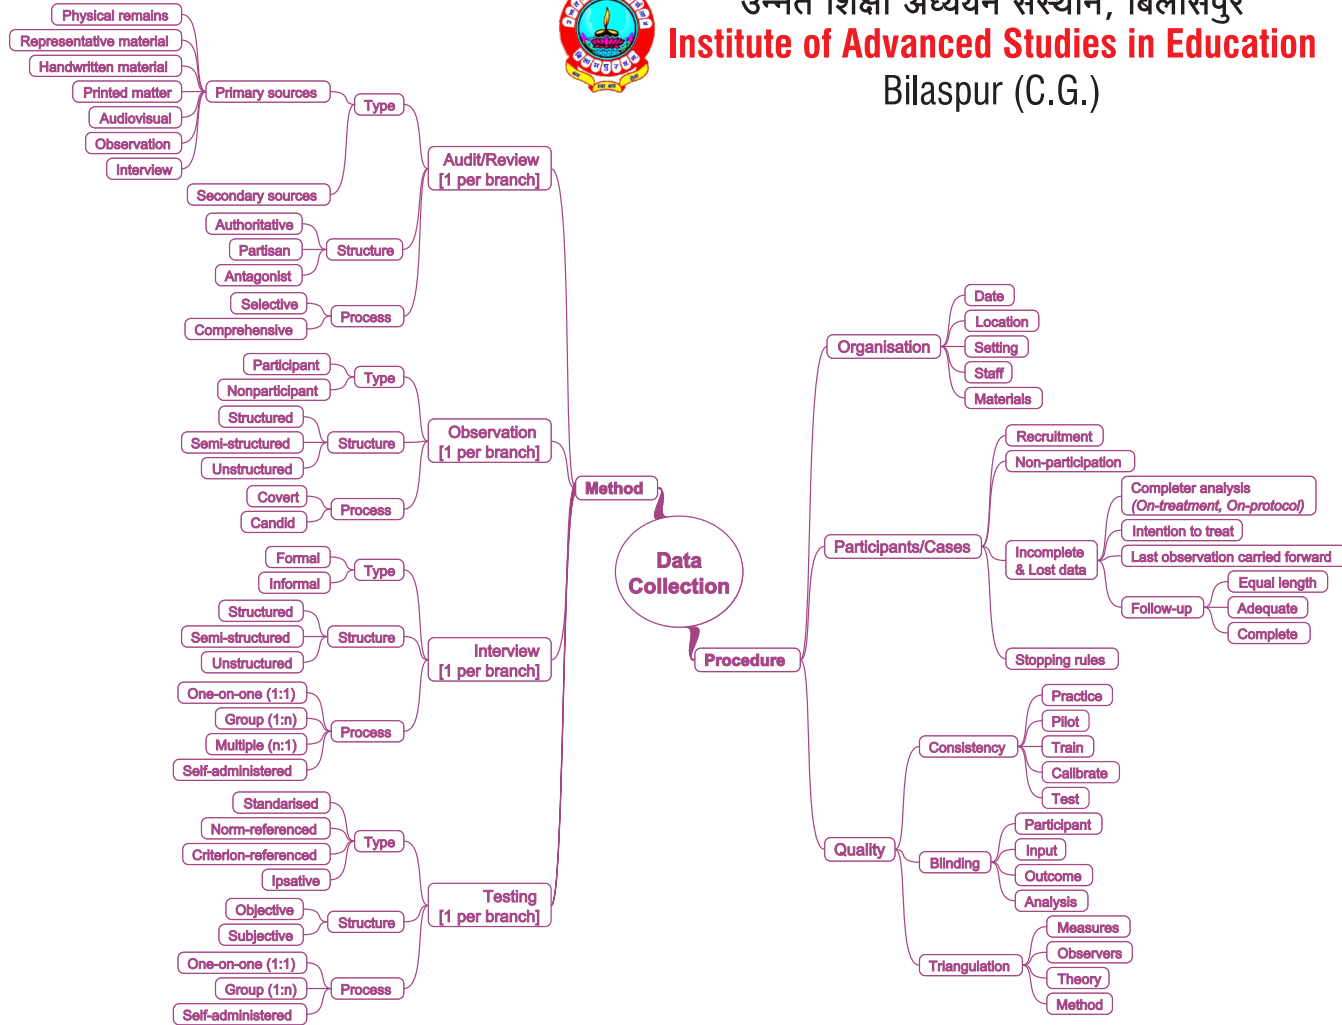 उन्नत शिक्षा अध्ययन संस्थान, बिलासपुर
Institute of Advanced Studies in Education
Bilaspur (C.G.)
Physical remains
Representative material
Handwritten material
Printed matter
Audiovisual
Observation
Interview
Primary sources
Secondary sources
Type
Authoritative
Partisan
Antagonist
Structure
Selective
Comprehensive
Process
Audit/Review
[1 per branch]
Participant
Nonparticipant
Type
Structured
Semi-structured
Unstructured
Structure
Covert
Candid
Process
Observation
[1 per branch]
Formal
Informal
Type
Structured
Semi-structured
Unstructured
Structure
One-on-one (1:1)
Group (1:n)
Multiple (n:1)
Self-administered
Process
Interview
[1 per branch]
Standarised
Norm-referenced
Criterion-referenced
Ipsative
Type
Objective
Subjective
Structure
One-on-one (1:1)
Group (1:n)
Self-administered
Process
Testing
[1 per branch]
Method
Data
Collection
Procedure
Organisation
Date
Location
Setting
Staff
Materials
Participants/Cases
Recruitment
Non-participation
Incomplete
& Lost data
Completer analysis
(On-treatment, On-protocol)
Intention to treat
Last observation carried forward
Follow-up
Equal length
Adequate
Complete
Stopping rules
Quality
Consistency
Practice
Pilot
Train
Calibrate
Test
Blinding
Participant
Input
Outcome
Analysis
Triangulation
Measures
Observers
Theory
Method